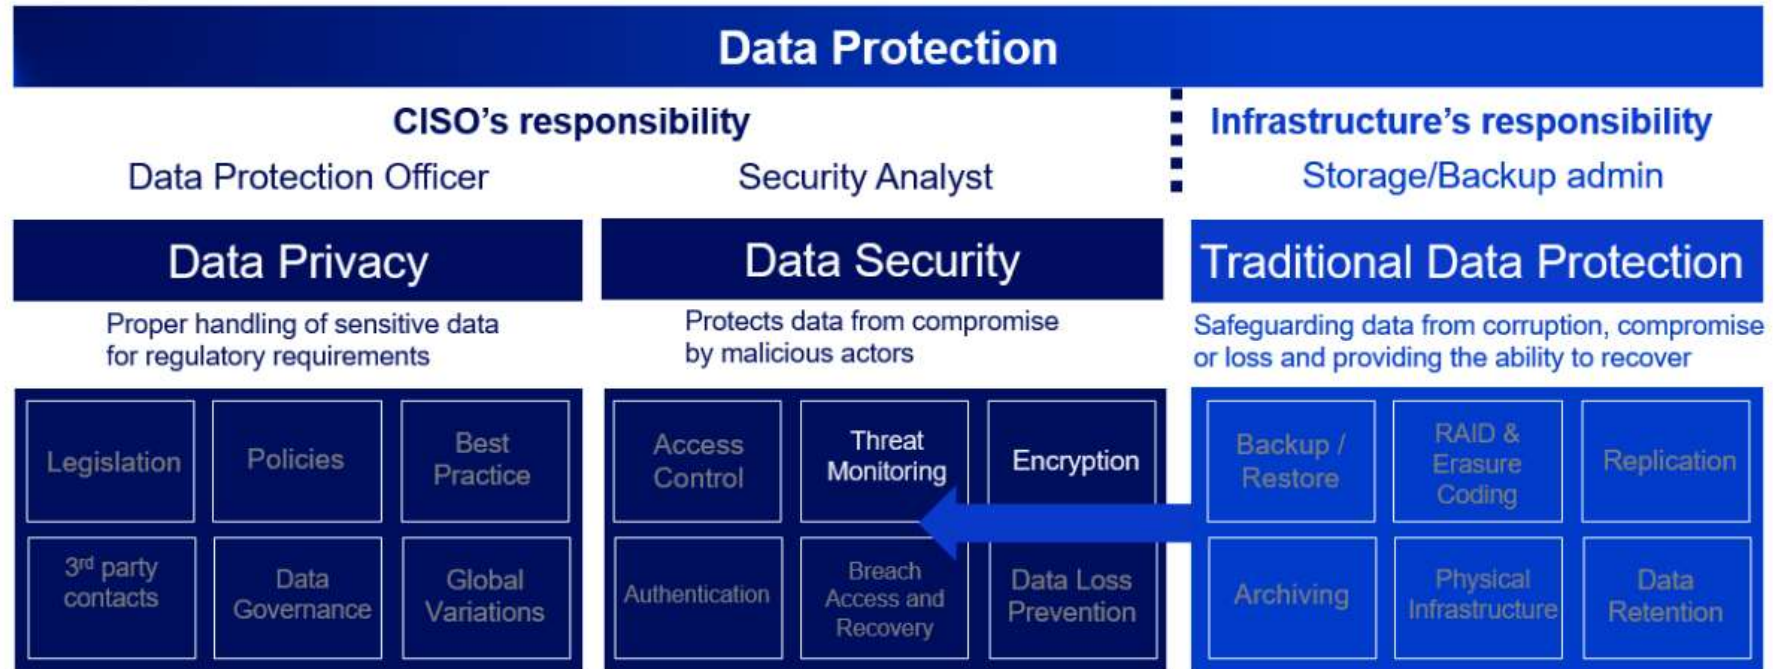 Data Protection
CISO's responsibility
Infrastructure's responsibility
Data Protection Officer
Security Analyst
Storage/Backup admin
Data Privacy
Data Security
Traditional Data Protection
Proper handling of sensitive data
for regulatory requirements
Protects data from compromise
by malicious actors
Safeguarding data from corruption, compromise
or loss and providing the ability to recover
Legislation
Policies
Best
Practice
3rd party
contacts
Data
Governance
Global
Variations
Access
Control
Threat
Monitoring
Encryption
Authentication
Breach
Access and
Recovery
Data Loss
Prevention
Backup /
Restore
RAID &
Erasure
Coding
Replication
Archiving
Physical
Infrastructure
Data
Retention